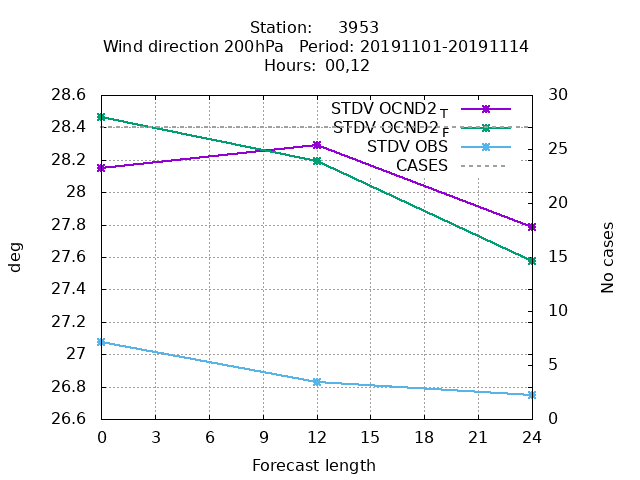 Station: 3953
Wind direction 200hPa Period: 20191101-20191114
Hours: 00,12
28.6
28.4
28.2
28
27.8
27.6
27.4
27.2
27
26.8
26.6
deg
STDV OCND2_T
STDV OCND2_F
STDV OBS
CASES
30
25
20
15
10
5
0
No cases
0 3 6 9 12 15 18 21 24
Forecast length